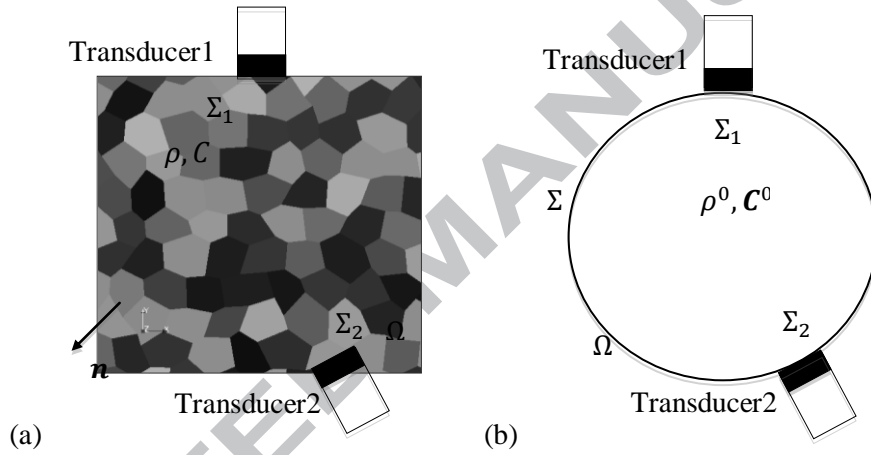 Transducer1
Σ₁
ρ, C
Σ₂
Ω
n
Transducer2
(a)
Transducer1
Σ₁
Σ
ρ⁰, C⁰
Σ₂
Ω
Transducer2
(b)